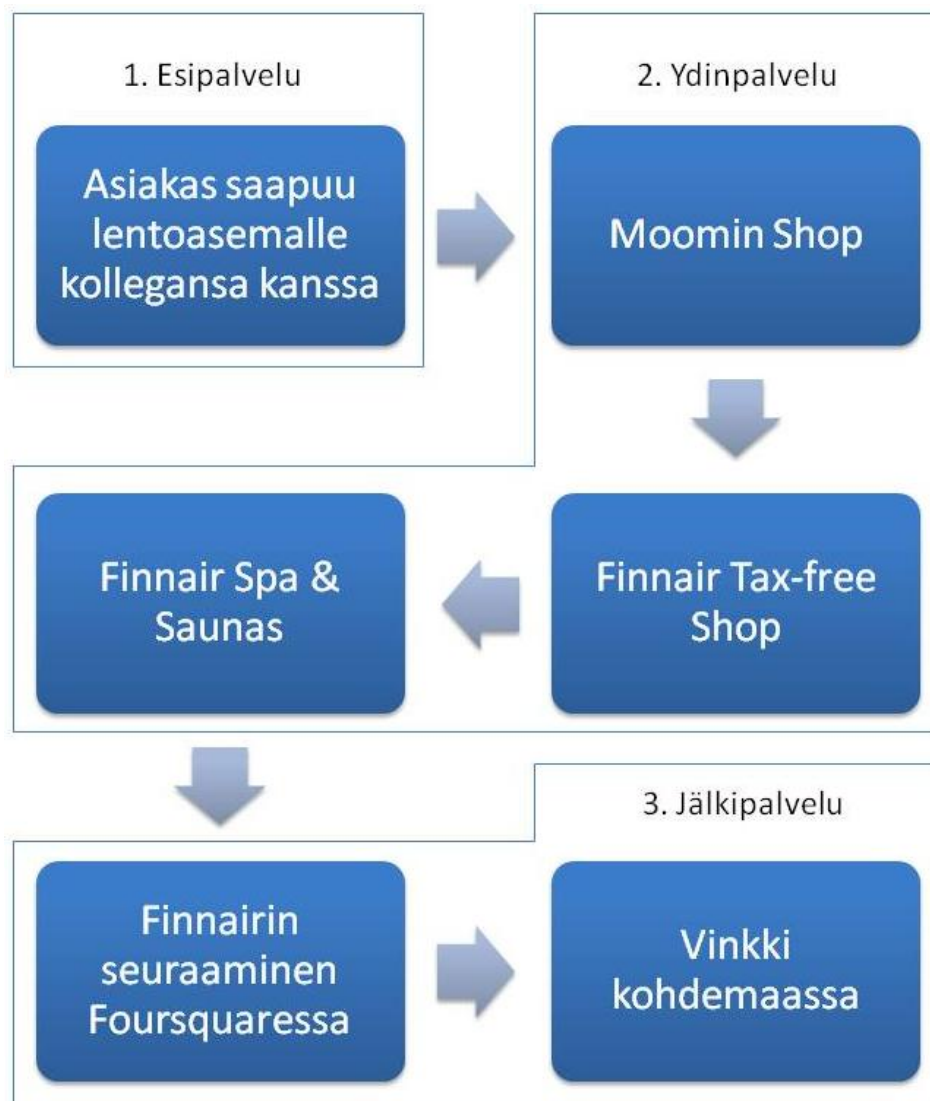 1. Esipalvelu
Asiakas saapuu
lentoasemalle
kollegansa kanssa
2. Ydinpalvelu
Moomin Shop
Finnair Tax-free
Shop
Finnair Spa &
Saunas
Finnairin
seuraaminen
Foursquaressa
3. Jälkipalvelu
Vinkki
kohdemaassa